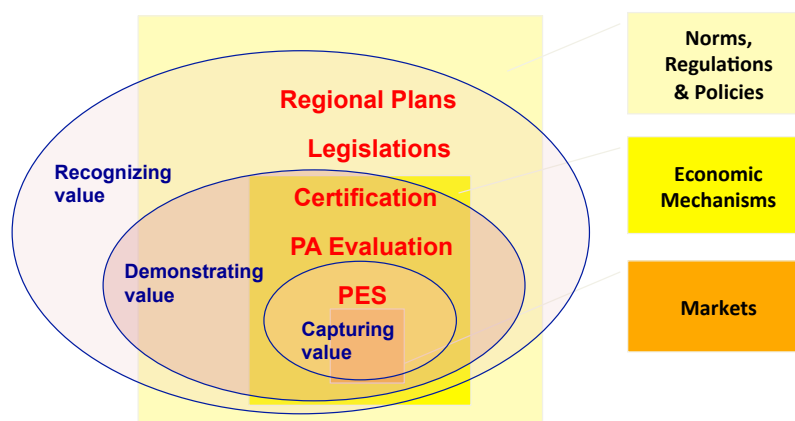 Norms,
Regulations
& Policies
Regional Plans
Legislations
Recognizing
value
Certification
Economic
Mechanisms
PA Evaluation
Demonstrating
value
PES
Capturing
value
Markets